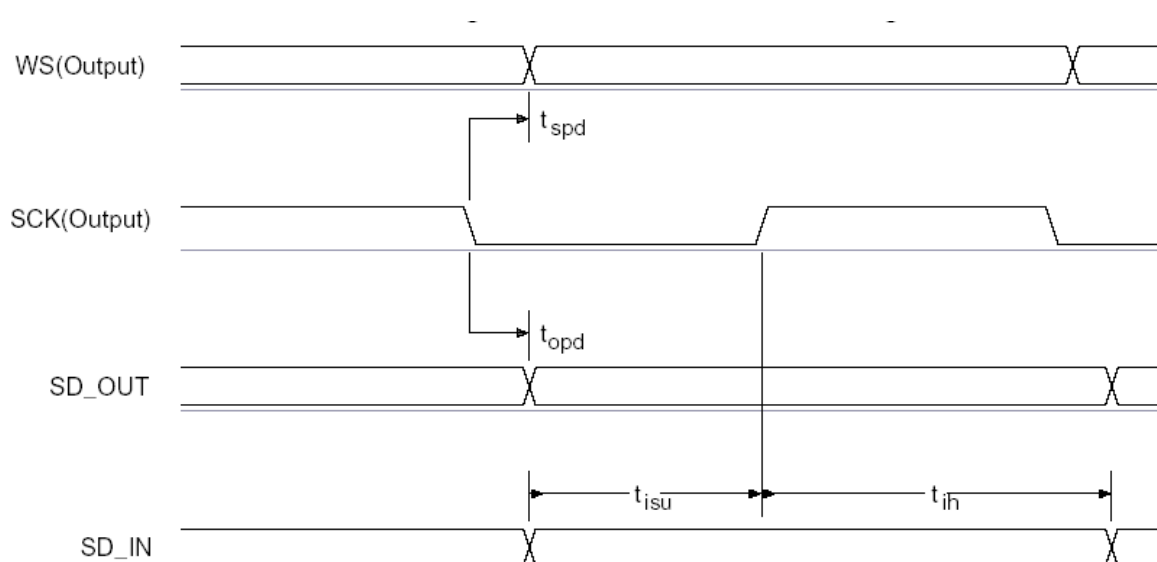 WS(Output)
tspd
SCK(Output)
topd
SD_OUT
tisu
tih
SD_IN